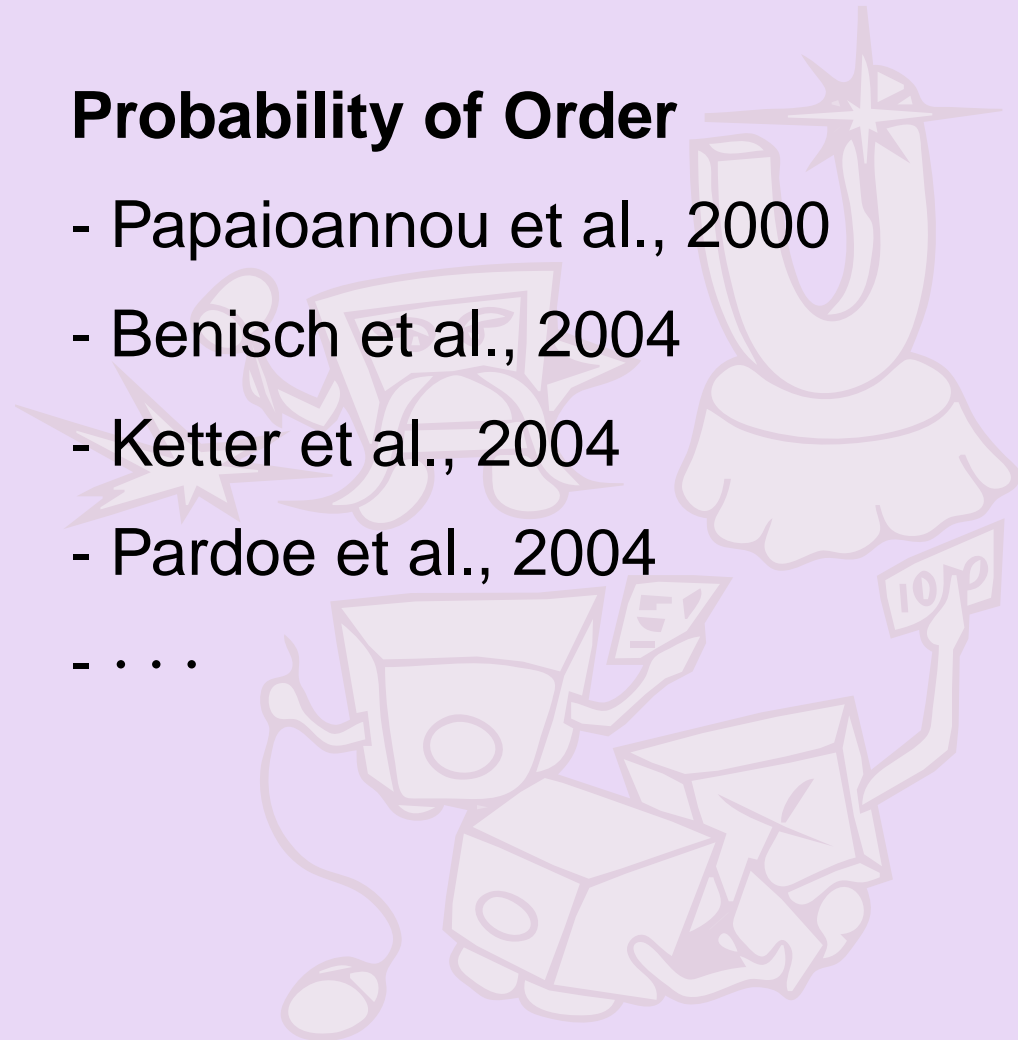 Probability of Order
- Papaioannou et al., 2000
- Benisch et al., 2004
- Ketter et al., 2004
- Pardoe et al., 2004
- · · ·